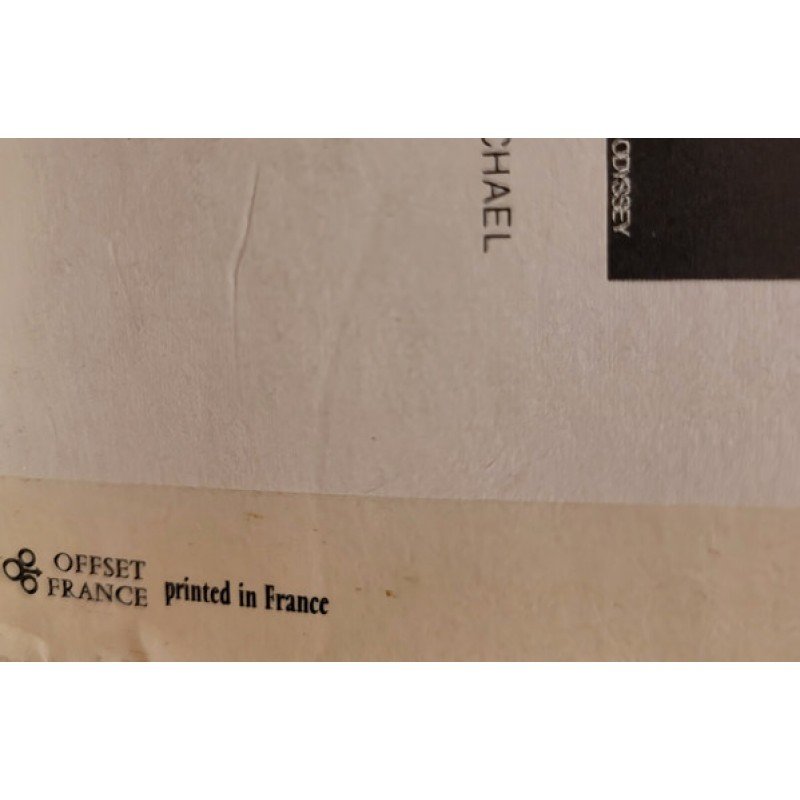 CHAEL
ODYSSEY
OFFSET
FRANCE
printed in France